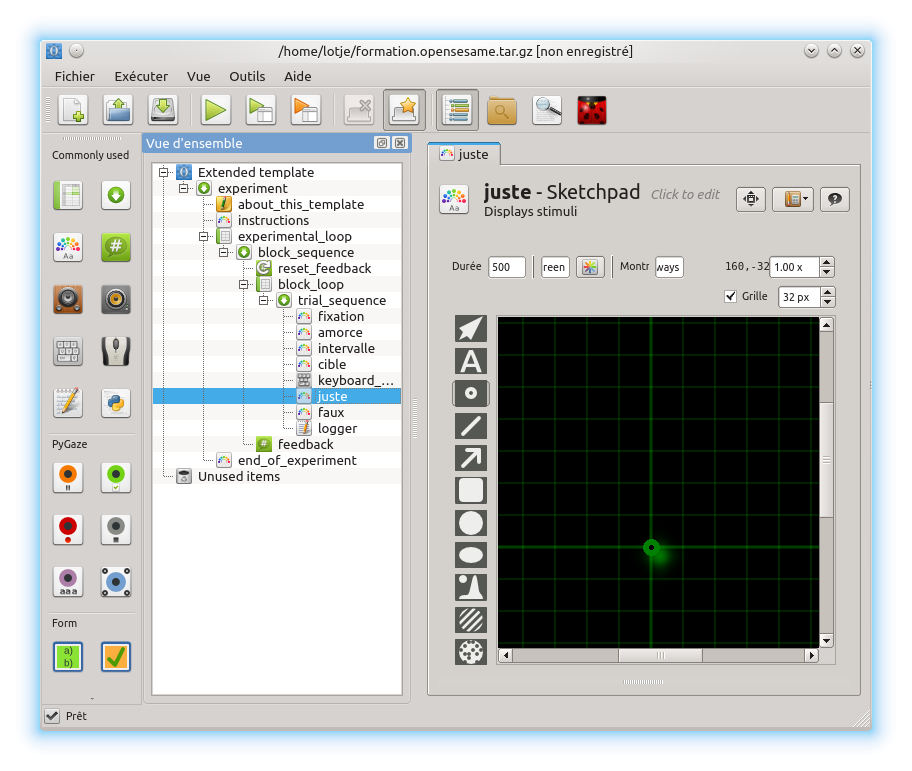 /home/lotje/formation.opensesame.tar.gz [non enregistré]
Fichier Exécuter Vue Outils Aide
Commonly used
Aa
PyGaze
aaa
Form
a)
b)
Vue d'ensemble
Extended template
experiment
about_this_template
instructions
experimental_loop
block_sequence
reset_feedback
block_loop
trial_sequence
fixation
amorce
intervalle
cible
keyboard_...
juste
faux
logger
feedback
end_of_experiment
Unused items
juste
Aa
juste - Sketchpad Click to edit
Displays stimuli
Durée 500 reen Montr ways 160,-32 1.00 x
Grille 32 px
A
Prêt